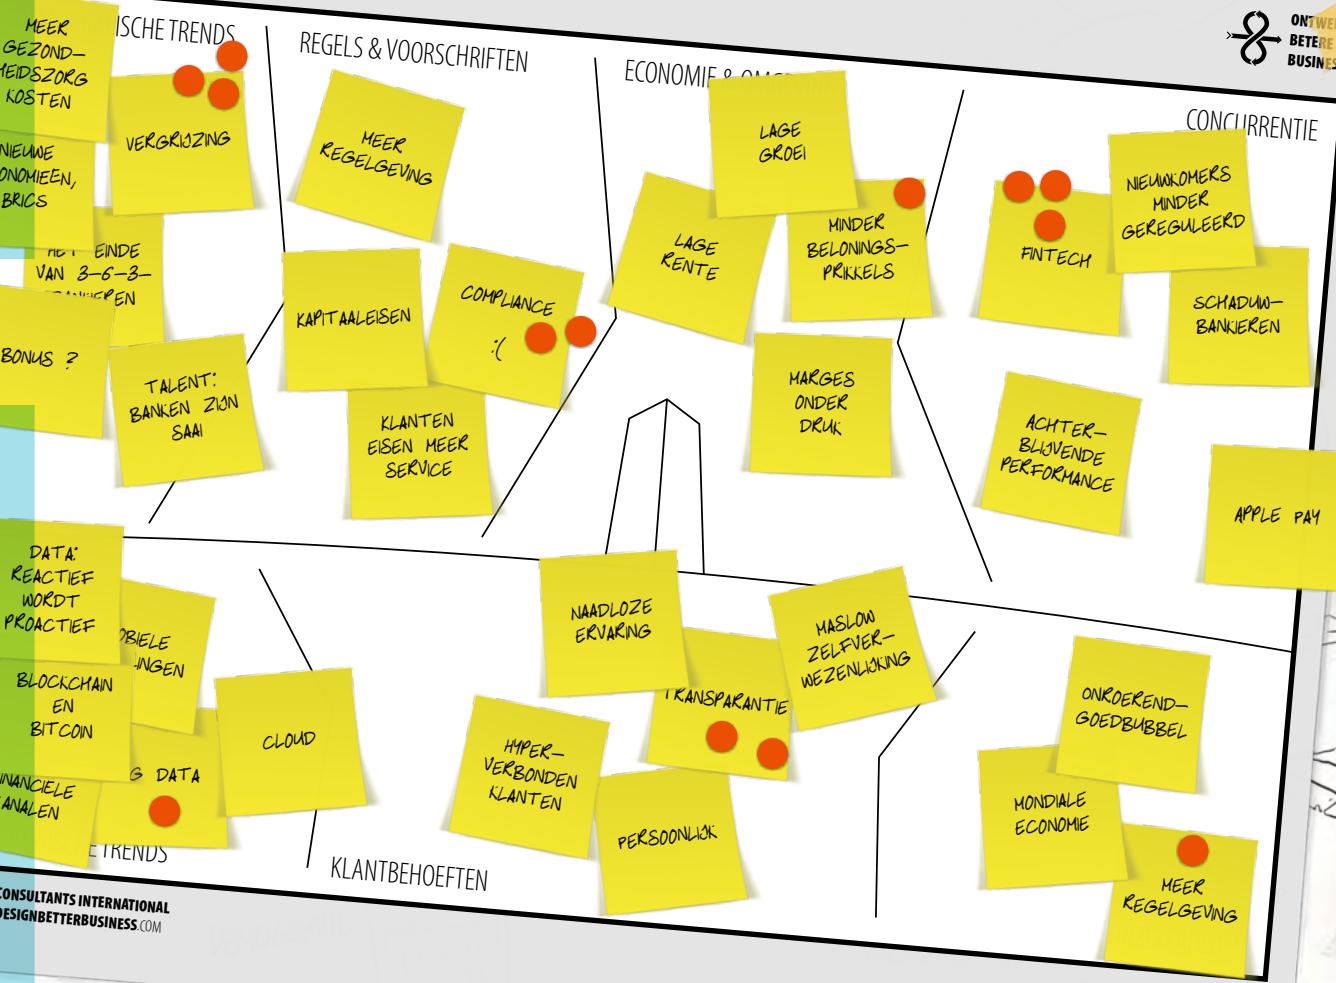 TRENDS
MEER
KOSTEN
VERGRIJZING
NIEUWE
BRICS
EINDE
VAN 3-6-3-
BONUS ?
TALENT:
BANKEN ZIJN
SAAI
REGELS & VOORSCHRIFTEN
MEER
REGELGEVING
KAPITAALEISEN
COMPLIANCE
:(
KLANTEN
EISEN MEER
SERVICE
ECONOMIE &
LAGE
GROEI
LAGE
RENTE
MINDER
BELONINGS-
PRIKKELS
MARGES
ONDER
DRUK
CONCURRENTIE
FINTECH
NIEUWKOMERS
MINDER
GEREGULEERD
SCHADUW-
BANKIEREN
ACHTER-
BLIJVENDE
PERFORMANCE
APPLE PAY
BETERE
DATA:
REACTIEF
WORDT
PROACTIEF
BLOCKCHAIN
EN
BITCOIN
DATA
CLOUD
TRENDS
KLANTBEHOEFTEN
NAADLOZE
ERVARING
TRANSPARANTIE
MASLOW
ZELFVER-
WEZENLIJKING
HYPER-
VERBONDEN
KLANTEN
PERSOONLIJK
ONROEREND-
GOEDBUBBEL
MONDIALE
ECONOMIE
MEER
REGELGEVING
CONSULTANTS INTERNATIONAL
DESIGNBETTERBUSINESS.COM